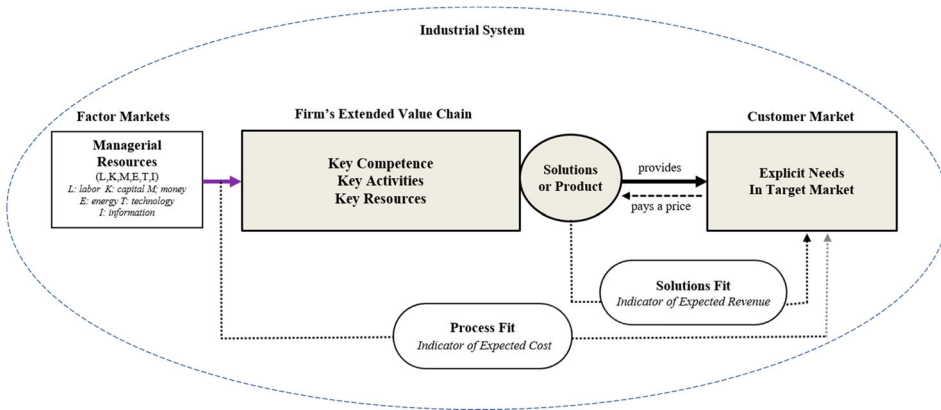 Industrial System
Factor Markets
Managerial
Resources
(L,K,M,E,T,I)
L: labor K: capital M; money
E: energy T: technology
I: information
Firm's Extended Value Chain
Key Competence
Key Activities
Key Resources
Solutions
or Product
provides
pays a price
Customer Market
Explicit Needs
In Target Market
Solutions Fit
Indicator of Expected Revenue
Process Fit
Indicator of Expected Cost